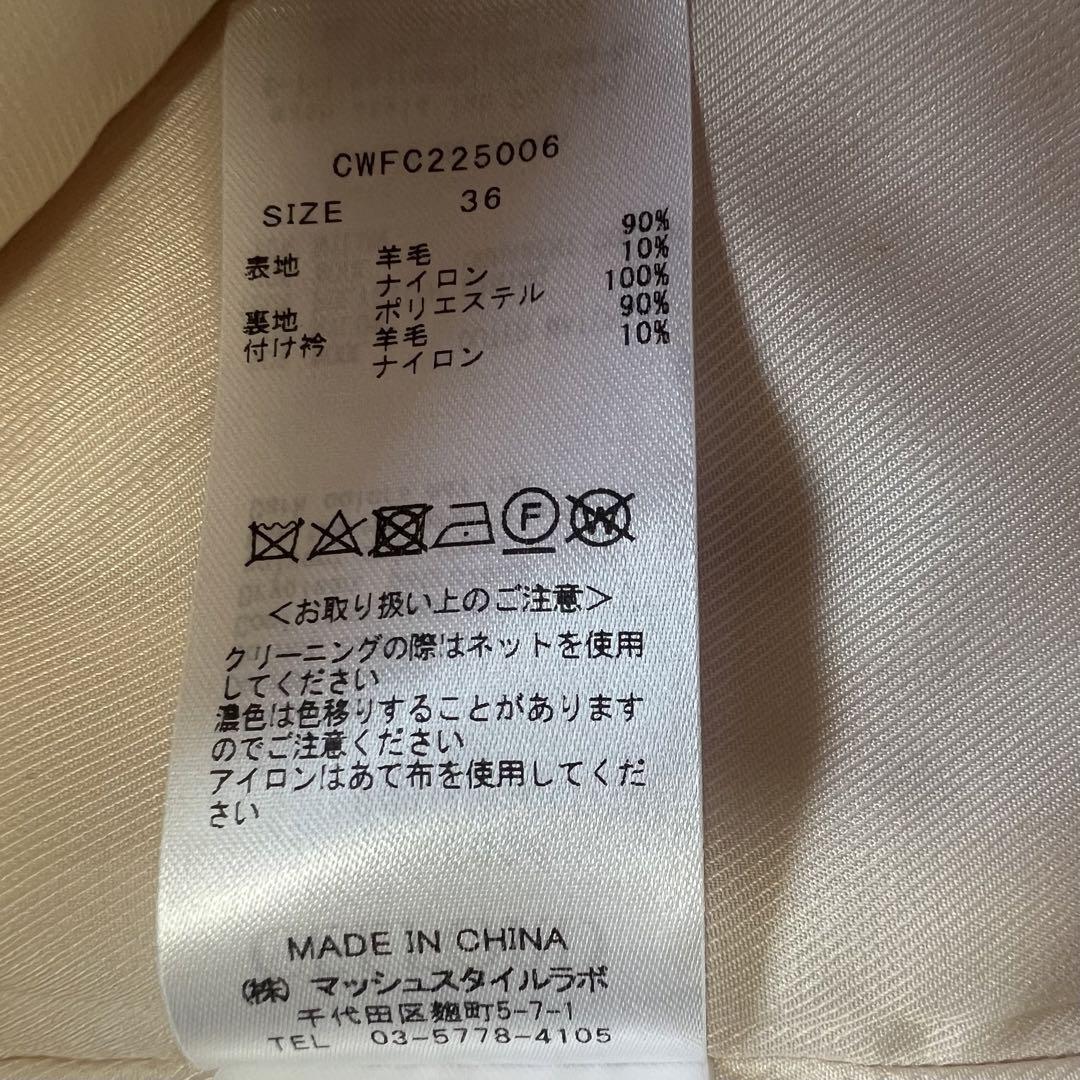 CWFC225006
SIZE 36
90%
表地 羊毛 10%
ナイロン 100%
裏地 ポリエステル 90%
付け衿 羊毛 10%
ナイロン
F W
<お取り扱い上のご注意>
クリーニングの際はネットを使用
してください
濃色は色移りすることがあります
のでご注意ください
アイロンはあて布を使用してくだ
さい
MADE IN CHINA
(株) マッシュスタイルラボ
千代田区麹町5-7-1
TEL 03-5778-4105